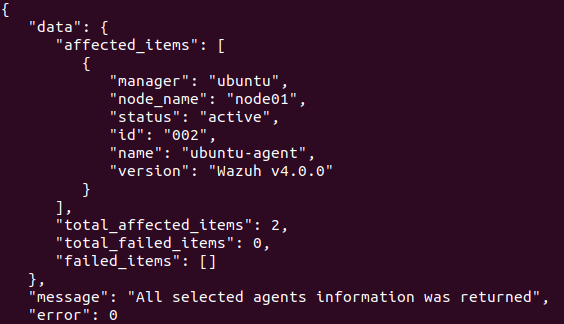 {
   "data": {
      "affected_items": [
         {
            "manager": "ubuntu",
            "node_name": "node01",
            "status": "active",
            "id": "002",
            "name": "ubuntu-agent",
            "version": "Wazuh v4.0.0"
         }
      ],
      "total_affected_items": 2,
      "total_failed_items": 0,
      "failed_items": []
   },
   "message": "All selected agents information was returned",
   "error": 0